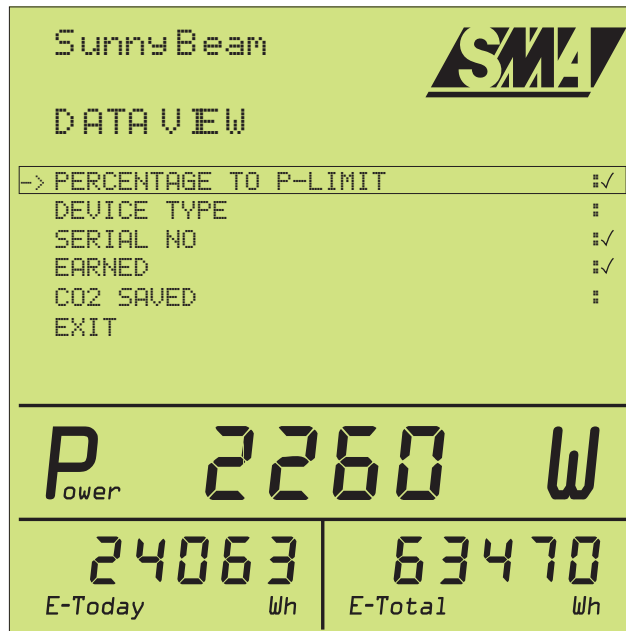 SunnyBeam
SMA
DATA VIEW
-> PERCENTAGE TO P-LIMIT :✓
DEVICE TYPE :
SERIAL NO :✓
EARNED :✓
CO2 SAVED :
EXIT
Power 2260 W
24063 63470
E-Today Wh E-Total Wh